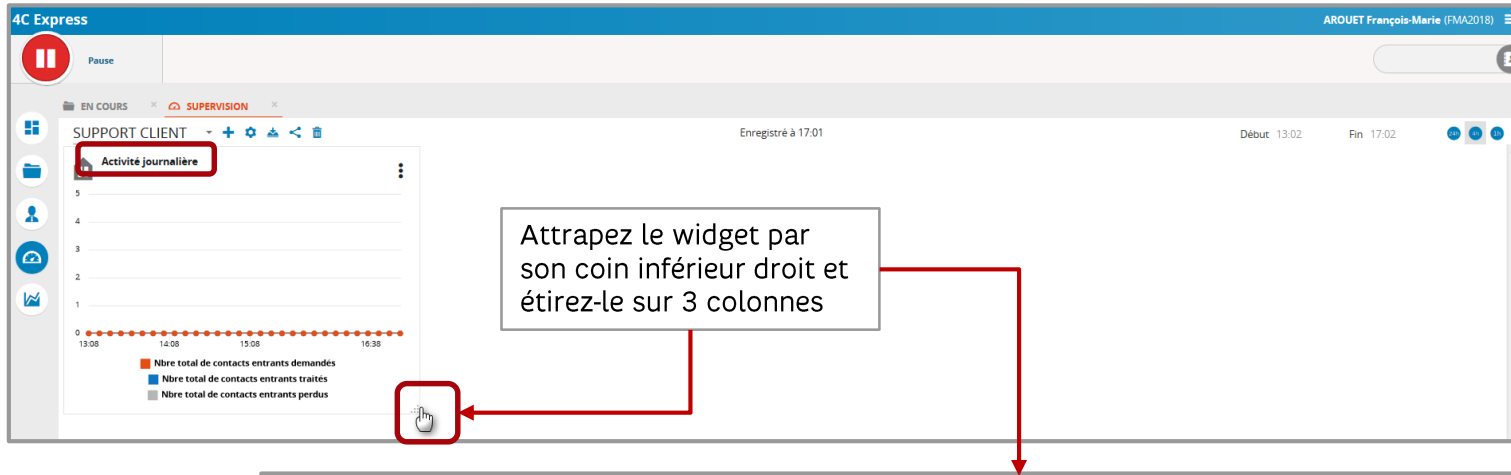 4C Express
AROUET François-Marie (FMA2018)
Pause
EN COURS × SUPERVISION ×
SUPPORT CLIENT
Enregistré à 17:01
Début 13:02 Fin 17:02
24h 4h 1h
Activité journalière
5
4
3
2
1
0
13:08 14:08 15:08 16:38
Nbre total de contacts entrants demandés
Nbre total de contacts entrants traités
Nbre total de contacts entrants perdus
Attrapez le widget par
son coin inférieur droit et
étirez-le sur 3 colonnes